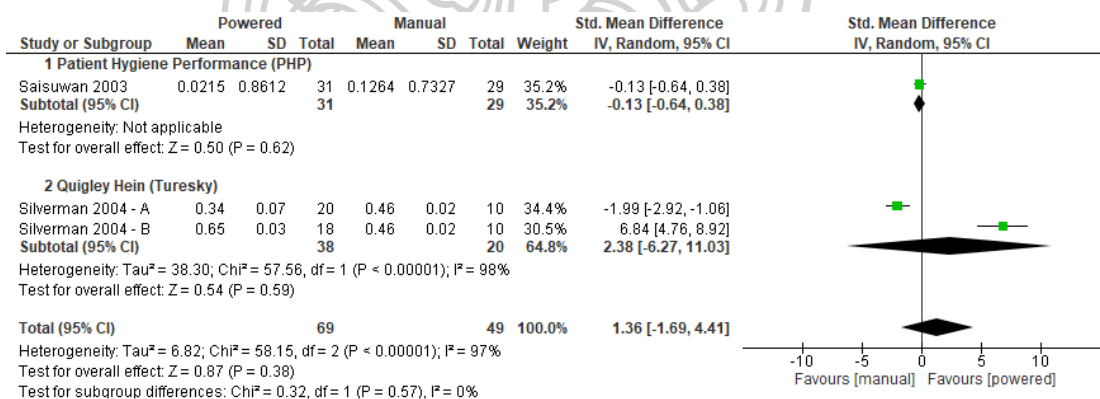 Powered Manual Std. Mean Difference Std. Mean Difference
Study or Subgroup Mean SD Total Mean SD Total Weight IV, Random, 95% CI IV, Random, 95% CI
1 Patient Hygiene Performance (PHP)
Saisuwan 2003 0.0215 0.8612 31 0.1264 0.7327 29 35.2% -0.13 [-0.64, 0.38]
Subtotal (95% CI) 31 29 35.2% -0.13 [-0.64, 0.38]
Heterogeneity: Not applicable
Test for overall effect: Z = 0.50 (P = 0.62)
2 Quigley Hein (Turesky)
Silverman 2004 - A 0.34 0.07 20 0.46 0.02 10 34.4% -1.99 [-2.92, -1.06]
Silverman 2004 - B 0.65 0.03 18 0.46 0.02 10 30.5% 6.84 [4.76, 8.92]
Subtotal (95% CI) 38 20 64.8% 2.38 [-6.27, 11.03]
Heterogeneity: Tau² = 38.30; Chi² = 57.56, df = 1 (P < 0.00001); I² = 98%
Test for overall effect: Z = 0.54 (P = 0.59)
Total (95% CI) 69 49 100.0% 1.36 [-1.69, 4.41]
Heterogeneity: Tau² = 6.82; Chi² = 58.15, df = 2 (P < 0.00001); I² = 97%
Test for overall effect: Z = 0.87 (P = 0.38)
Test for subgroup differences: Chi² = 0.32, df = 1 (P = 0.57), I² = 0%
-10 -5 0 5 10
Favours [manual] Favours [powered]